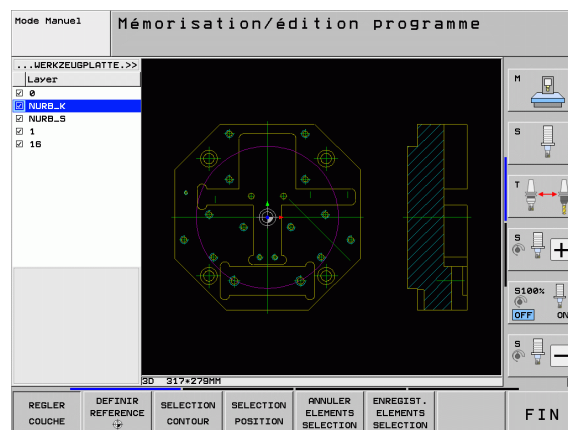 Mode Manuel
Mémorisation/édition programme
...WERKZEUGPLATTE.>>
Layer
0
NURB_K
NURB_S
1
16
M
S
T
S
S100%
OFF
ON
S
3D 317*279MM
REGLER COUCHE
DEFINIR REFERENCE
SELECTION CONTOUR
SELECTION POSITION
ANNULER ELEMENTS SELECTION
ENREGIST. ELEMENTS SELECTION
FIN